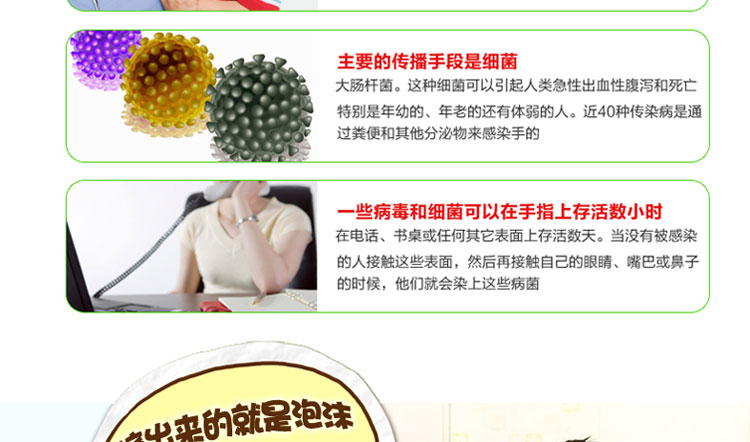 主要的传播手段是细菌
大肠杆菌。这种细菌可以引起人类急性出血性腹泻和死亡
特别是年幼的、年老的还有体弱的人。近40种传染病是通
过粪便和其他分泌物来感染手的
一些病毒和细菌可以在手指上存活数小时
在电话、书桌或任何其它表面上存活数天。当没有被感染
的人接触这些表面，然后再接触自己的眼睛、嘴巴或鼻子
的时候，他们就会染上这些病菌
出来的就是泡沫